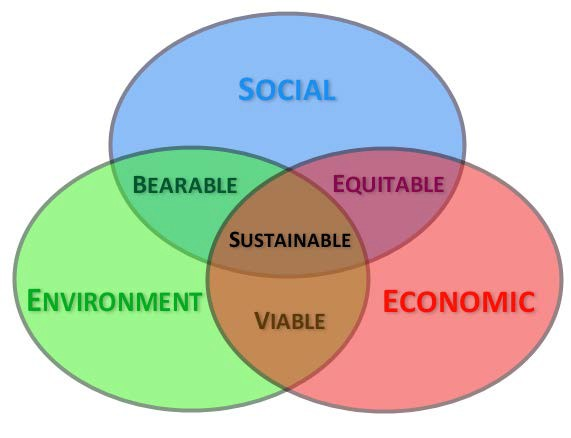 SOCIAL
BEARABLE
EQUITABLE
SUSTAINABLE
ENVIRONMENT
ECONOMIC
VIABLE